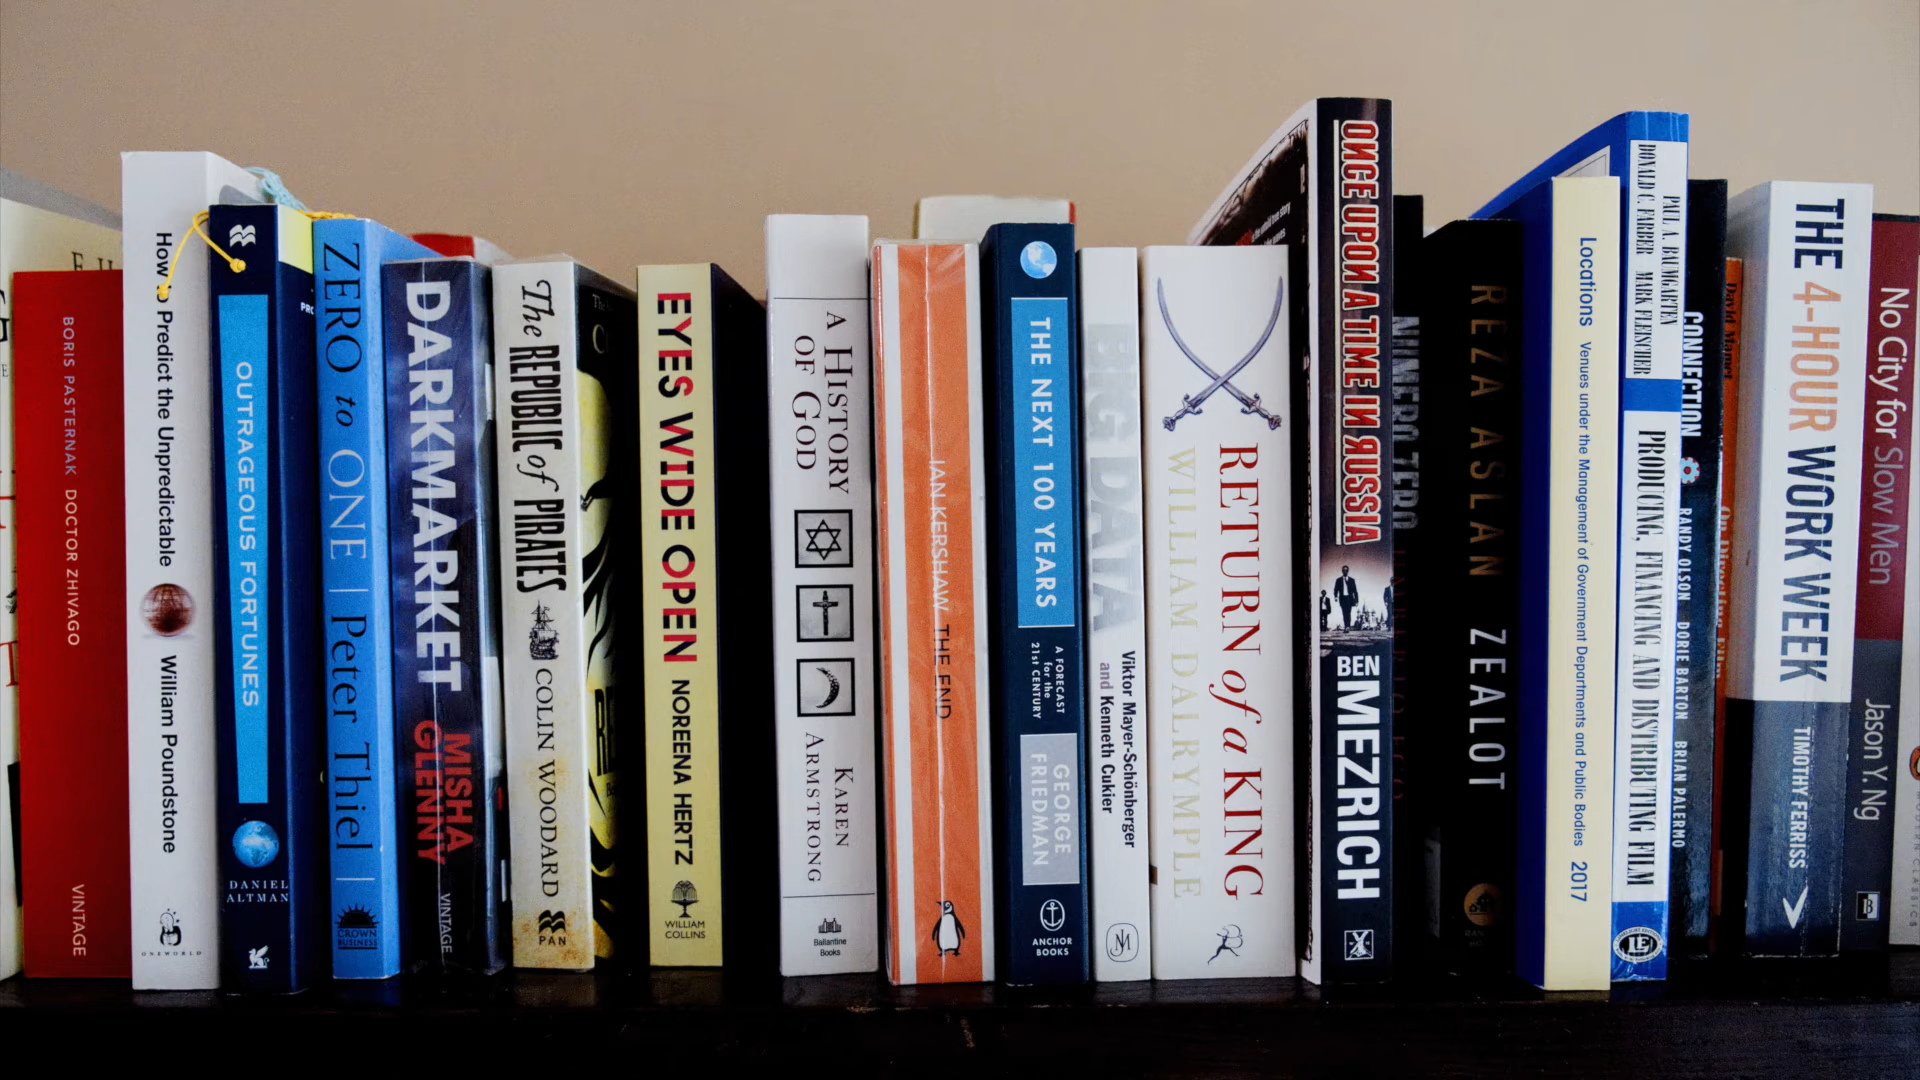 BORIS PASTERNAK DOCTOR ZHIVAGO
VINTAGE
How to Predict the Unpredictable
William Poundstone
ONEWORLD
OUTRAGEOUS FORTUNES
DANIEL
ALTMAN
ZERO to ONE | Peter Thiel |
CROWN
BUSINESS
DARKMARKET
MISHA
GLENNY
VINTAGE
The REPUBLIC of PIRATES
COLIN WOODARD
PAN
EYES WIDE OPEN NOREENA HERTZ
WILLIAM
COLLINS
A HISTORY
OF GOD
KAREN
ARMSTRONG
Ballantine
Books
IAN KERSHAW THE END
THE NEXT 100 YEARS
A FORECAST
for the
21st CENTURY
GEORGE
FRIEDMAN
ANCHOR
BOOKS
BIG DATA
Viktor Mayer-Schönberger
and Kenneth Cukier
JM
RETURN of a KING
WILLIAM DALRYMPLE
ONCE UPON A TIME IN RUSSIA
BEN
MEZRICH
REZA ASLAN ZEALOT
Locations Venues under the Management of Government Departments and Public Bodies 2017
PAUL A. BAUMGARTEN
DONALD C. FARBER MARK FLEISCHER
PRODUCING, FINANCING AND DISTRIBUTING FILM
LE
CONNECTION
RANDY OLSON DORIE BARTON BRIAN PALERMO
David Mamet
On Directing Film
THE 4-HOUR WORK WEEK
TIMOTHY FERRISS
No City for Slow Men
Jason Y. Ng
B